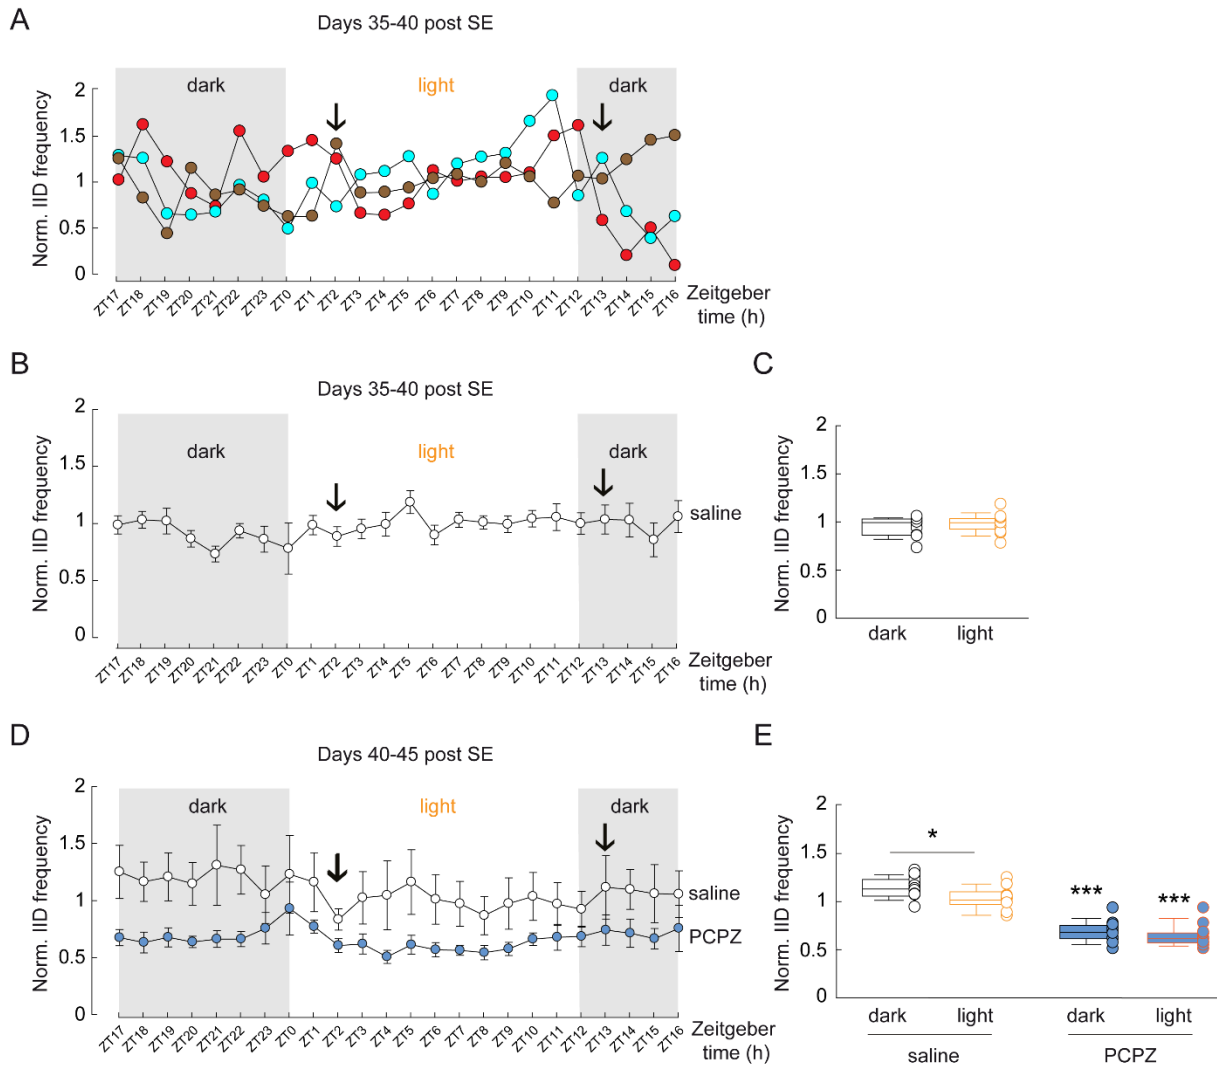 A
Days 35-40 post SE
Norm. IID frequency
2
1.5
1
0.5
0
dark
light
dark
ZT17 ZT18 ZT19 ZT20 ZT21 ZT22 ZT23 ZT0 ZT1 ZT2 ZT3 ZT4 ZT5 ZT6 ZT7 ZT8 ZT9 ZT10 ZT11 ZT12 ZT13 ZT14 ZT15 ZT16
Zeitgeber
time (h)
B
Days 35-40 post SE
Norm. IID frequency
2
1.5
1
0.5
0
dark
light
dark
saline
ZT17 ZT18 ZT19 ZT20 ZT21 ZT22 ZT23 ZT0 ZT1 ZT2 ZT3 ZT4 ZT5 ZT6 ZT7 ZT8 ZT9 ZT10 ZT11 ZT12 ZT13 ZT14 ZT15 ZT16
Zeitgeber
time (h)
C
Norm. IID frequency
2
1.5
1
0.5
0
dark light
D
Days 40-45 post SE
Norm. IID frequency
2
1.5
1
0.5
0
dark
light
dark
saline
PCPZ
ZT17 ZT18 ZT19 ZT20 ZT21 ZT22 ZT23 ZT0 ZT1 ZT2 ZT3 ZT4 ZT5 ZT6 ZT7 ZT8 ZT9 ZT10 ZT11 ZT12 ZT13 ZT14 ZT15 ZT16
Zeitgeber
time (h)
E
Norm. IID frequency
2
1.5
1
0.5
0
*
*** ***
dark light dark light
saline PCPZ